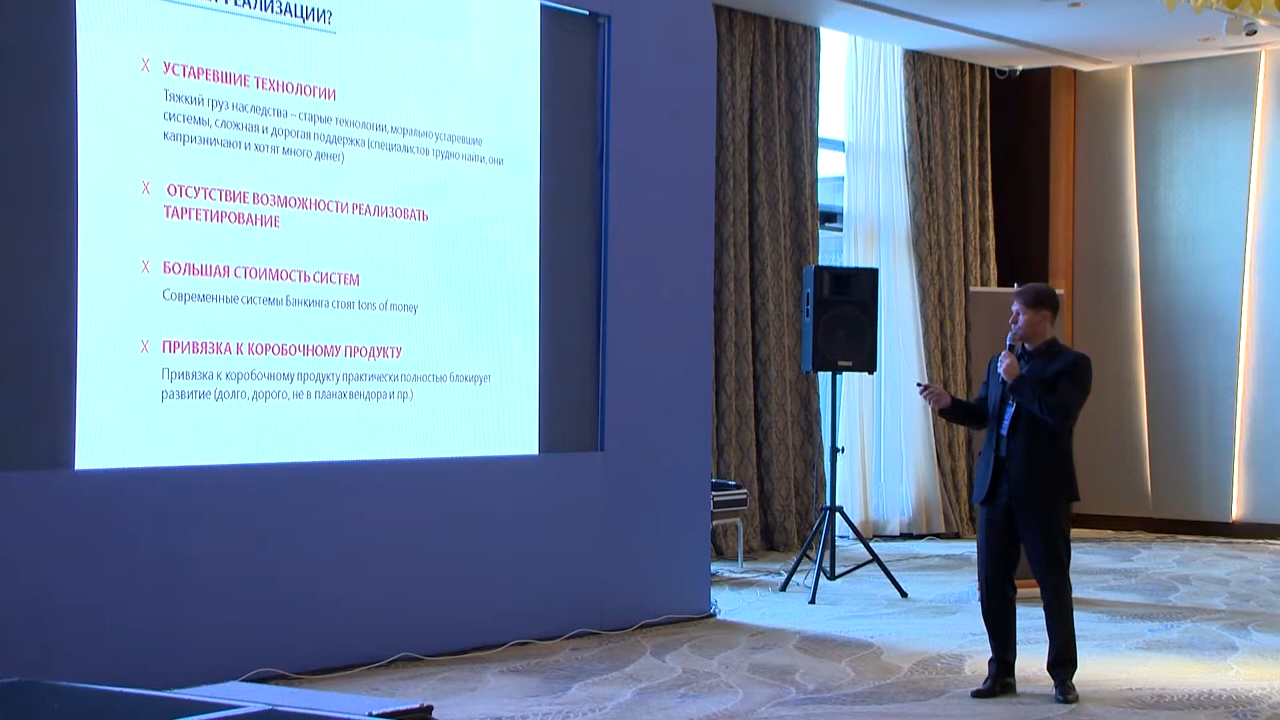 РЕАЛИЗАЦИИ?
X УСТАРЕВШИЕ ТЕХНОЛОГИИ
Тяжкий груз наследства – старые технологии, морально устаревшие
системы, сложная и дорогая поддержка (специалистов трудно найти, они
капризничают и хотят много денег)
X ОТСУТСТВИЕ ВОЗМОЖНОСТИ РЕАЛИЗОВАТЬ
ТАРГЕТИРОВАНИЕ
X БОЛЬШАЯ СТОИМОСТЬ СИСТЕМ
Современные системы Банкинга стоят tons of money
X ПРИВЯЗКА К КОРОБОЧНОМУ ПРОДУКТУ
Привязка к коробочному продукту практически полностью блокирует
развитие (долго, дорого, не в планах вендора и пр.)